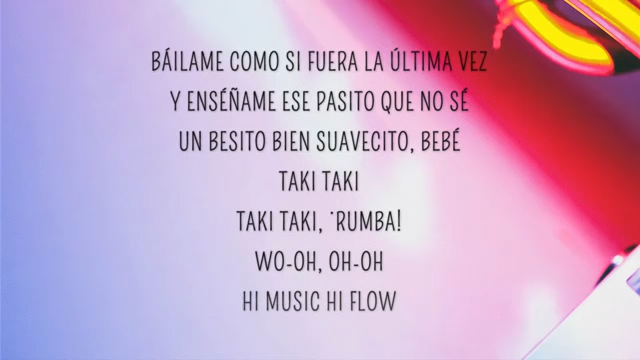 BÁILAME COMO SI FUERA LA ÚLTIMA VEZ
Y ENSÉÑAME ESE PASITO QUE NO SÉ
UN BESITO BIEN SUAVECITO, BEBÉ
TAKI TAKI
TAKI TAKI, ¨RUMBA!
WO-OH, OH-OH
HI MUSIC HI FLOW